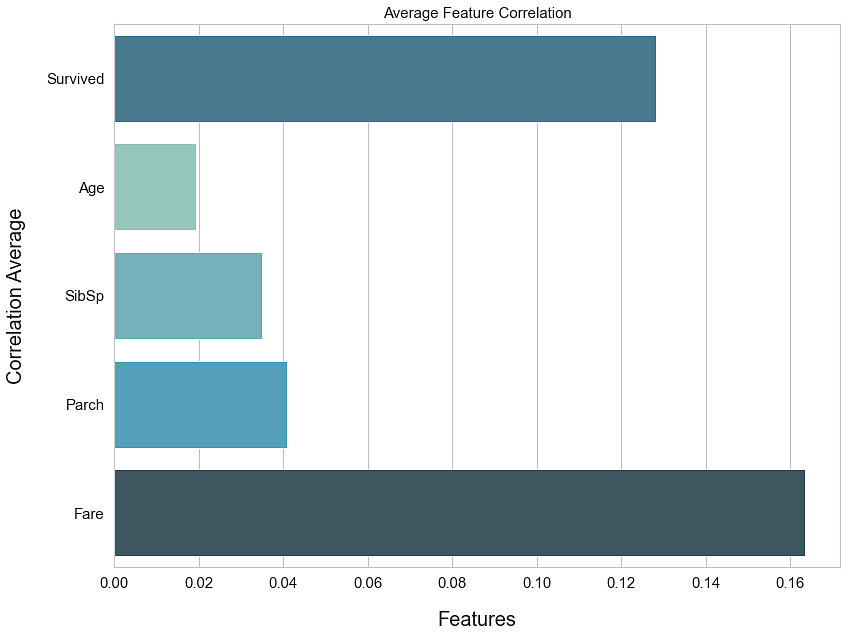 Average Feature Correlation
Correlation Average
Survived
Age
SibSp
Parch
Fare
0.00 0.02 0.04 0.06 0.08 0.10 0.12 0.14 0.16
Features